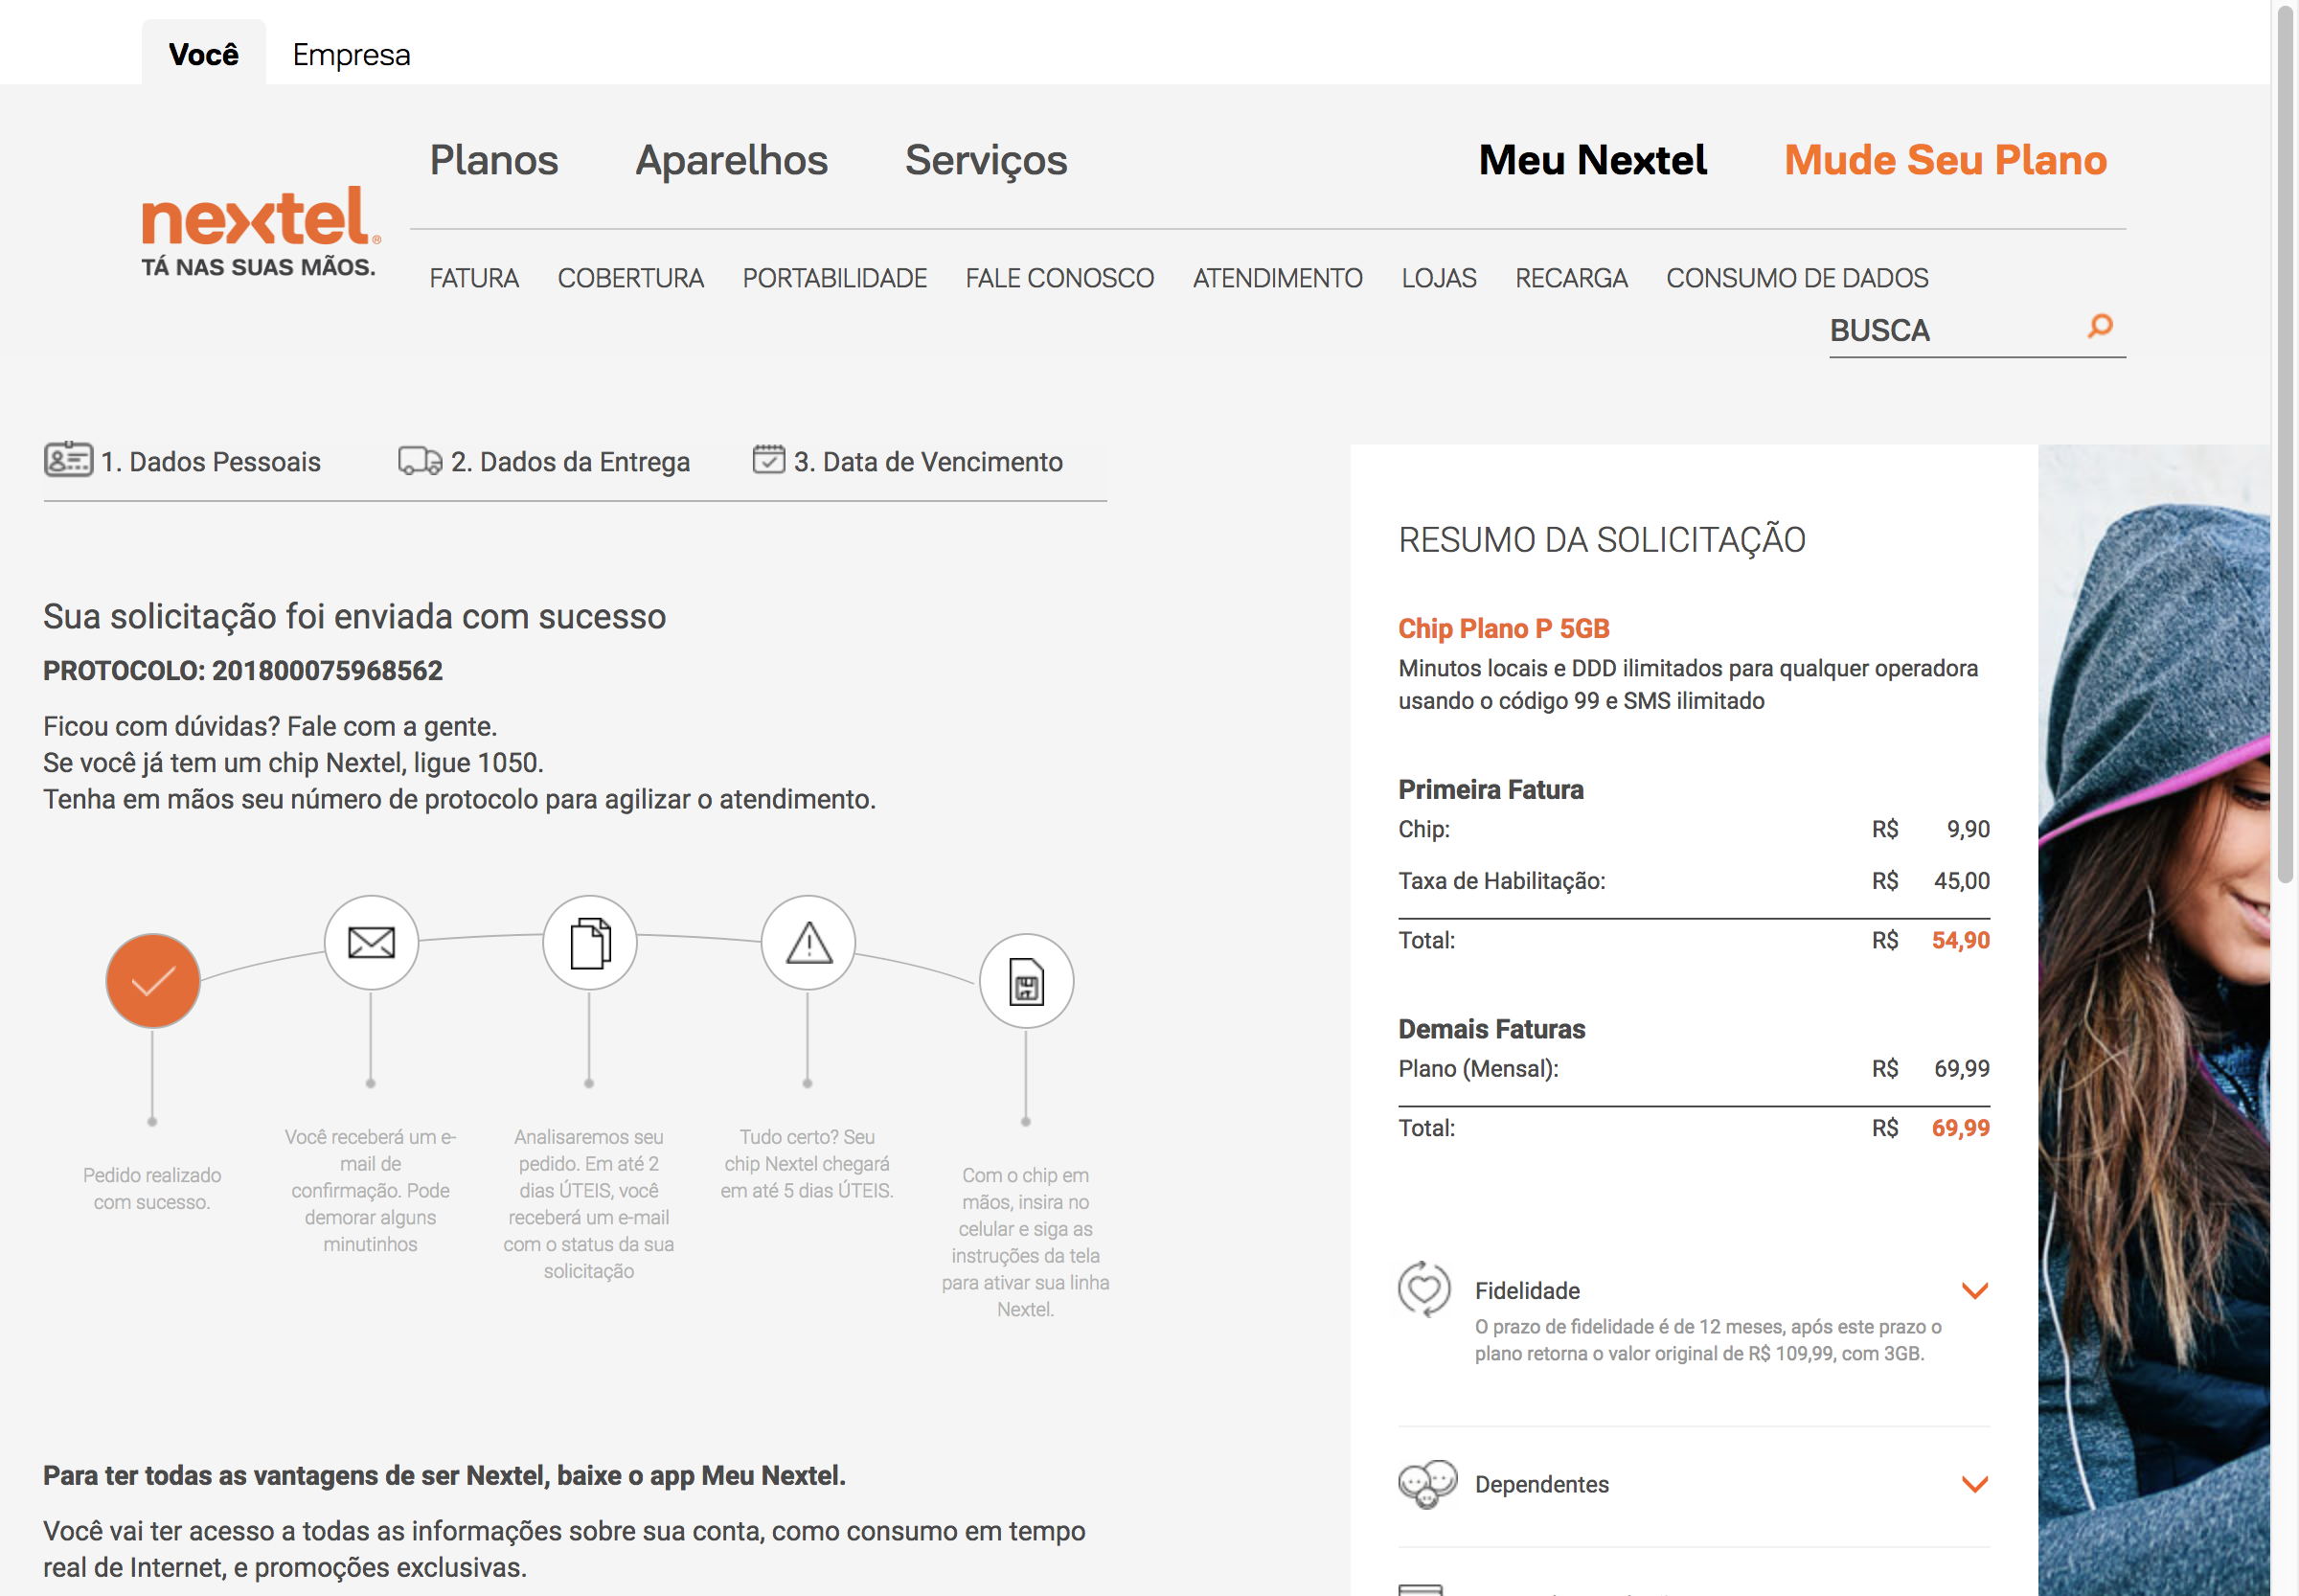 Você
Empresa
Planos
Aparelhos
Serviços
Meu Nextel
Mude Seu Plano
nextel®
TÁ NAS SUAS MÃOS.
FATURA
COBERTURA
PORTABILIDADE
FALE CONOSCO
ATENDIMENTO
LOJAS
RECARGA
CONSUMO DE DADOS
BUSCA
1. Dados Pessoais
2. Dados da Entrega
3. Data de Vencimento
Sua solicitação foi enviada com sucesso
PROTOCOLO: 201800075968562
Ficou com dúvidas? Fale com a gente.
Se você já tem um chip Nextel, ligue 1050.
Tenha em mãos seu número de protocolo para agilizar o atendimento.
Pedido realizado
com sucesso.
Você receberá um e-
mail de
confirmação. Pode
demorar alguns
minutinhos
Analisaremos seu
pedido. Em até 2
dias ÚTEIS, você
receberá um e-mail
com o status da sua
solicitação
Tudo certo? Seu
chip Nextel chegará
em até 5 dias ÚTEIS.
Com o chip em
mãos, insira no
celular e siga as
instruções da tela
para ativar sua linha
Nextel.
Para ter todas as vantagens de ser Nextel, baixe o app Meu Nextel.
Você vai ter acesso a todas as informações sobre sua conta, como consumo em tempo
real de Internet, e promoções exclusivas.
RESUMO DA SOLICITAÇÃO
Chip Plano P 5GB
Minutos locais e DDD ilimitados para qualquer operadora
usando o código 99 e SMS ilimitado
Primeira Fatura
Chip: R$ 9,90
Taxa de Habilitação: R$ 45,00
Total: R$ 54,90
Demais Faturas
Plano (Mensal): R$ 69,99
Total: R$ 69,99
Fidelidade
O prazo de fidelidade é de 12 meses, após este prazo o
plano retorna o valor original de R$ 109,99, com 3GB.
Dependentes